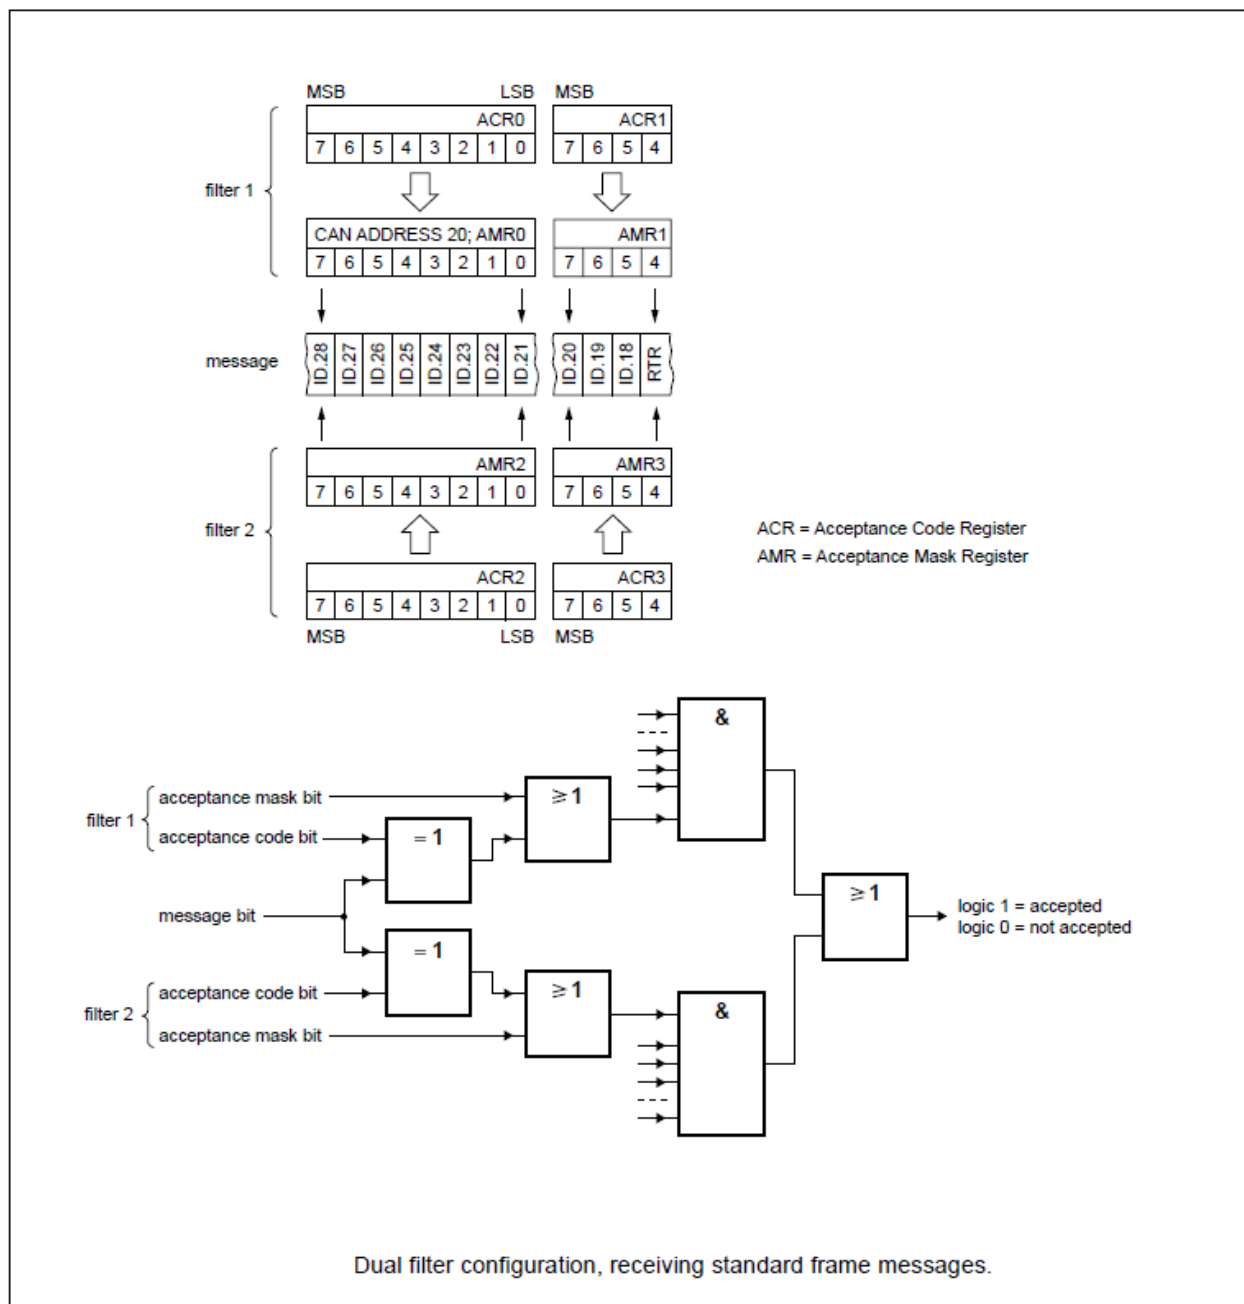 MSB LSB MSB
ACR0 ACR1
7 6 5 4 3 2 1 0 7 6 5 4
filter 1
CAN ADDRESS 20; AMR0 AMR1
7 6 5 4 3 2 1 0 7 6 5 4
message ID.28 ID.27 ID.26 ID.25 ID.24 ID.23 ID.22 ID.21 ID.20 ID.19 ID.18 RTR
AMR2 AMR3
7 6 5 4 3 2 1 0 7 6 5 4
filter 2
ACR = Acceptance Code Register
AMR = Acceptance Mask Register
ACR2 ACR3
7 6 5 4 3 2 1 0 7 6 5 4
MSB LSB MSB
&
≥ 1
filter 1
acceptance mask bit
acceptance code bit
= 1
message bit
≥ 1
logic 1 = accepted
logic 0 = not accepted
= 1
filter 2
acceptance code bit
acceptance mask bit
≥ 1
&
Dual filter configuration, receiving standard frame messages.